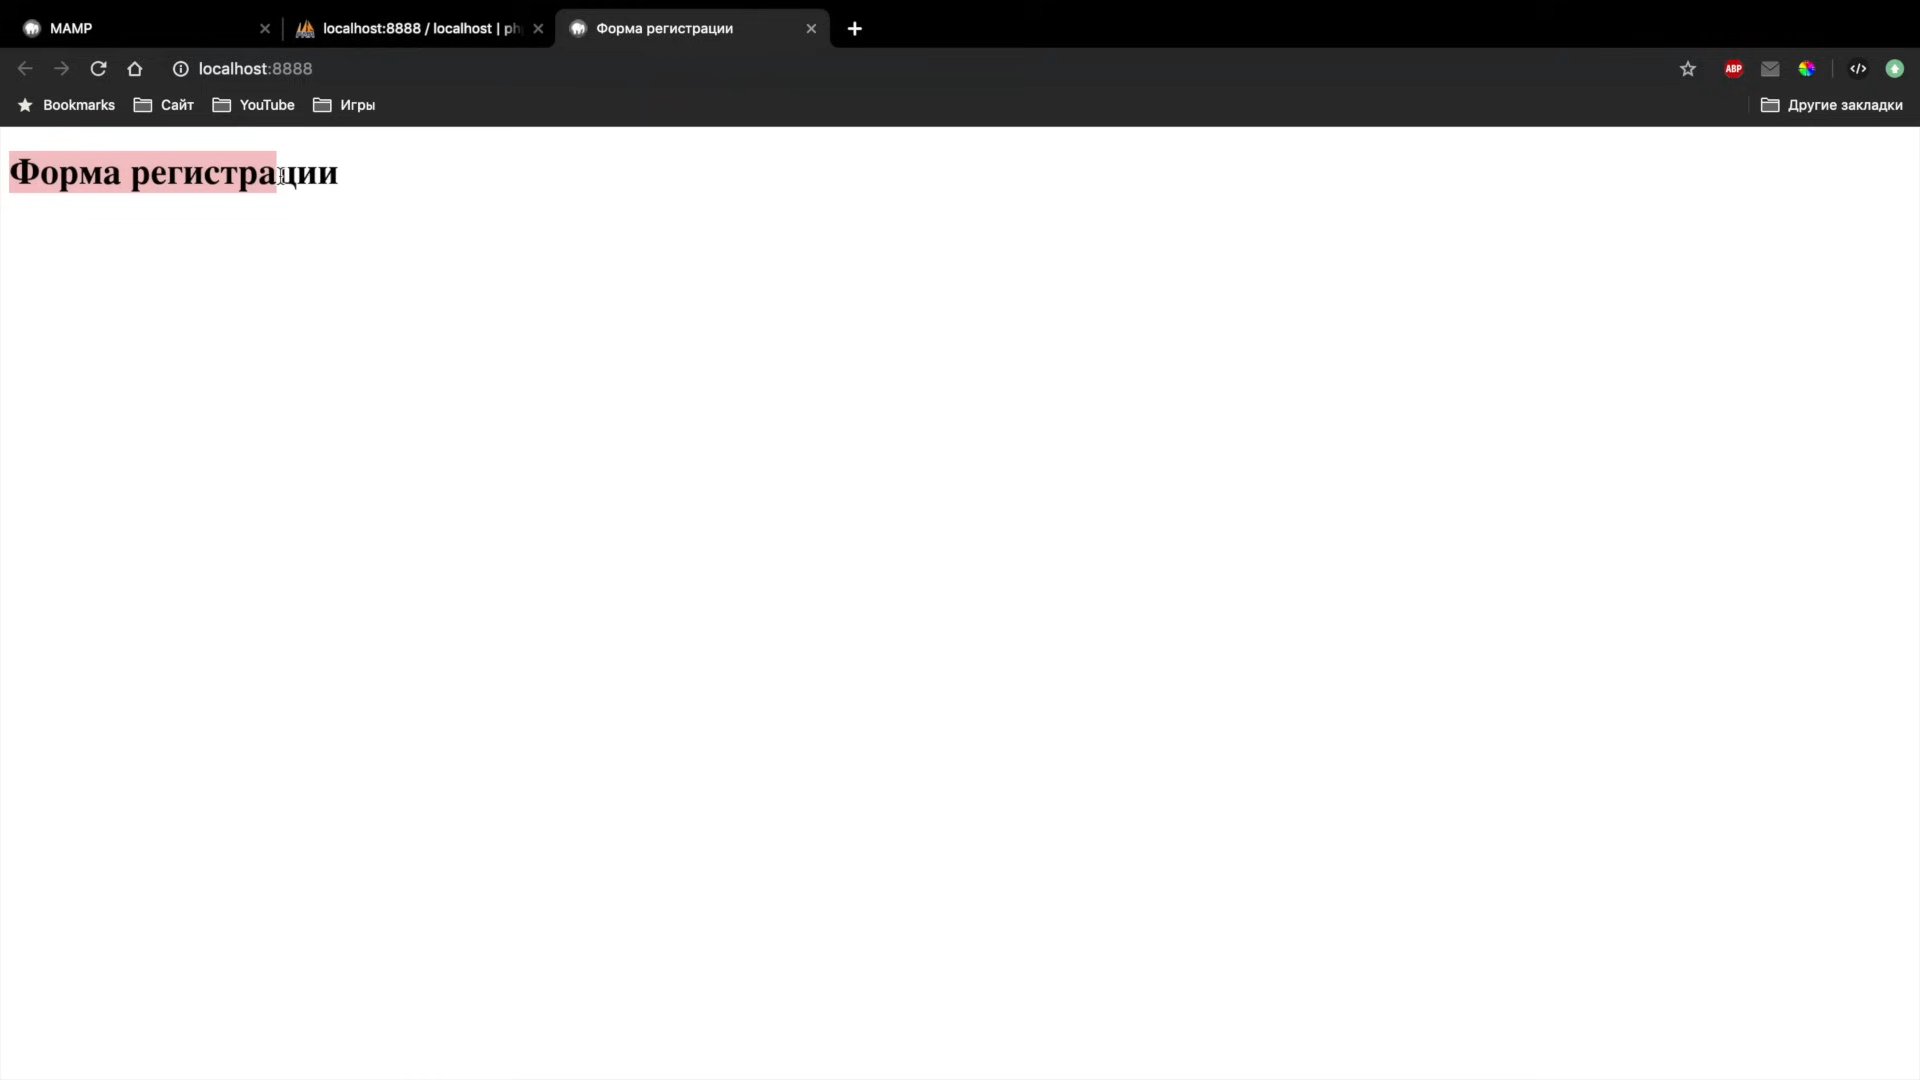 MAMP
localhost:8888 / localhost | ph
Форма регистрации
localhost:8888
ABP
Bookmarks
Сайт
YouTube
Игры
Другие закладки
Форма регистрации